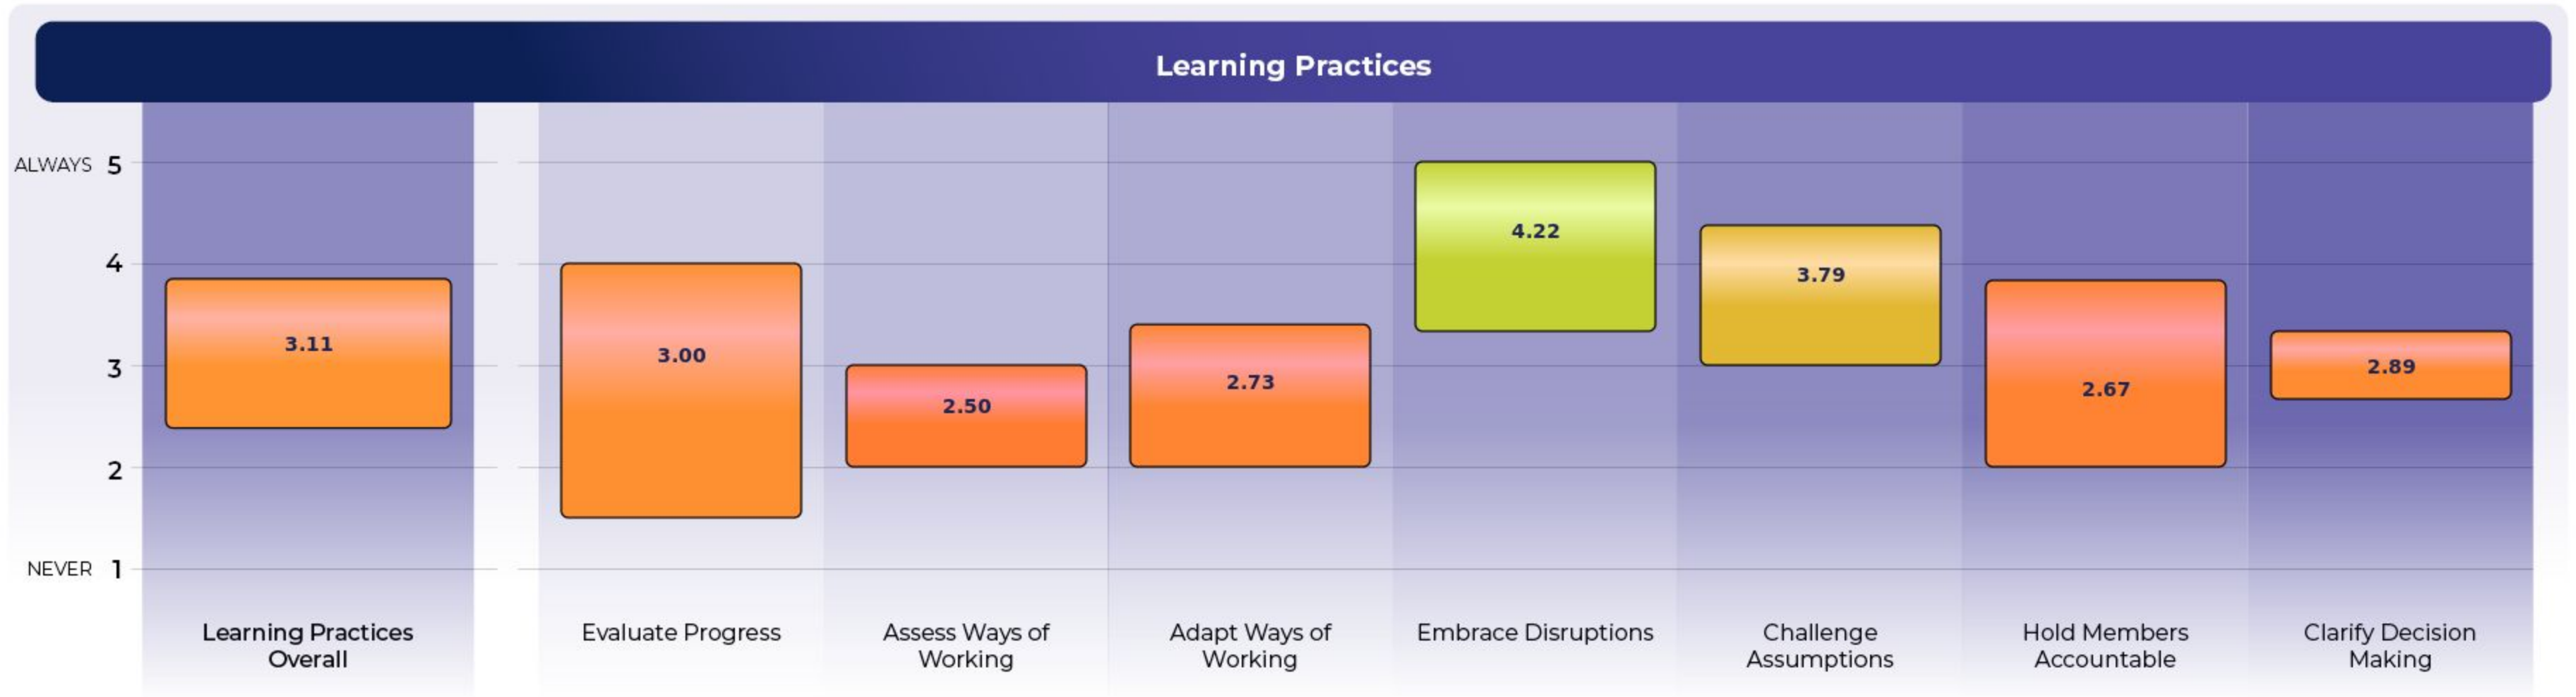 Learning Practices
ALWAYS 5
4
3
2
NEVER 1
3.11
3.00
2.50
2.73
4.22
3.79
2.67
2.89
Learning Practices
Overall
Evaluate Progress
Assess Ways of
Working
Adapt Ways of
Working
Embrace Disruptions
Challenge
Assumptions
Hold Members
Accountable
Clarify Decision
Making